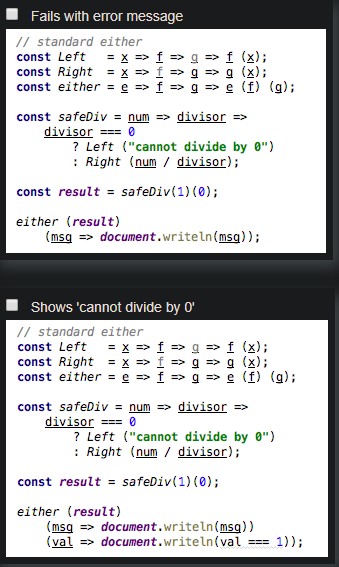 Fails with error message
// standard either
const Left   = x => f => g => f (x);
const Right  = x => f => g => g (x);
const either = e => f => g => e (f) (g);
const safeDiv = num => divisor =>
    divisor === 0
        ? Left ("cannot divide by 0")
        : Right (num / divisor);
const result = safeDiv(1)(0);
either (result)
    (msg => document.writeln(msg));
Shows 'cannot divide by 0'
// standard either
const Left   = x => f => g => f (x);
const Right  = x => f => g => g (x);
const either = e => f => g => e (f) (g);
const safeDiv = num => divisor =>
    divisor === 0
        ? Left ("cannot divide by 0")
        : Right (num / divisor);
const result = safeDiv(1)(0);
either (result)
    (msg => document.writeln(msg))
    (val => document.writeln(val === 1));